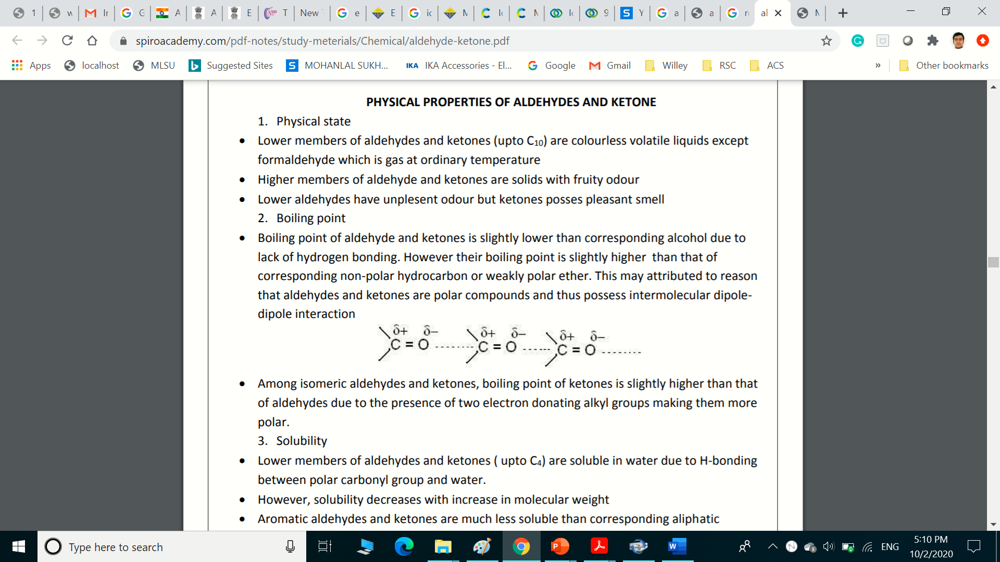 1 w Ir G A A E T New e E ic M Ic M Ic 9 Y a a r al M
spiroacademy.com/pdf-notes/study-meterials/Chemical/aldehyde-ketone.pdf
Apps localhost MLSU Suggested Sites MOHANLAL SUKH... IKA IKA Accessories - El... Google Gmail Willey RSC ACS » Other bookmarks
PHYSICAL PROPERTIES OF ALDEHYDES AND KETONE
1. Physical state
• Lower members of aldehydes and ketones (upto C₁₀) are colourless volatile liquids except
formaldehyde which is gas at ordinary temperature
• Higher members of aldehyde and ketones are solids with fruity odour
• Lower aldehydes have unplesent odour but ketones posses pleasant smell
2. Boiling point
• Boiling point of aldehyde and ketones is slightly lower than corresponding alcohol due to
lack of hydrogen bonding. However their boiling point is slightly higher than that of
corresponding non-polar hydrocarbon or weakly polar ether. This may attributed to reason
that aldehydes and ketones are polar compounds and thus possess intermolecular dipole-
dipole interaction
δ+ δ− δ+ δ− δ+ δ−
C = O ........ C = O ...... C = O ........
• Among isomeric aldehydes and ketones, boiling point of ketones is slightly higher than that
of aldehydes due to the presence of two electron donating alkyl groups making them more
polar.
3. Solubility
• Lower members of aldehydes and ketones ( upto C₄) are soluble in water due to H-bonding
between polar carbonyl group and water.
• However, solubility decreases with increase in molecular weight
• Aromatic aldehydes and ketones are much less soluble than corresponding aliphatic
Type here to search
ENG
5:10 PM
10/2/2020